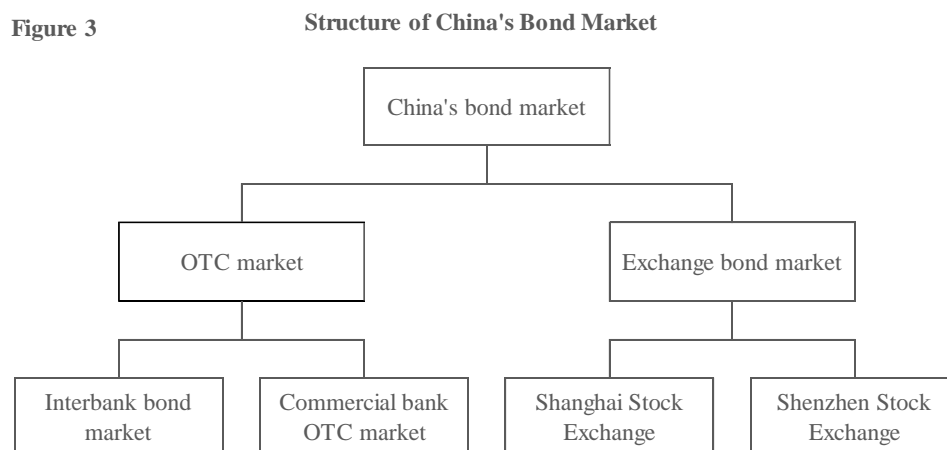 Figure 3
Structure of China's Bond Market
China's bond market
OTC market
Exchange bond market
Interbank bond
market
Commercial bank
OTC market
Shanghai Stock
Exchange
Shenzhen Stock
Exchange